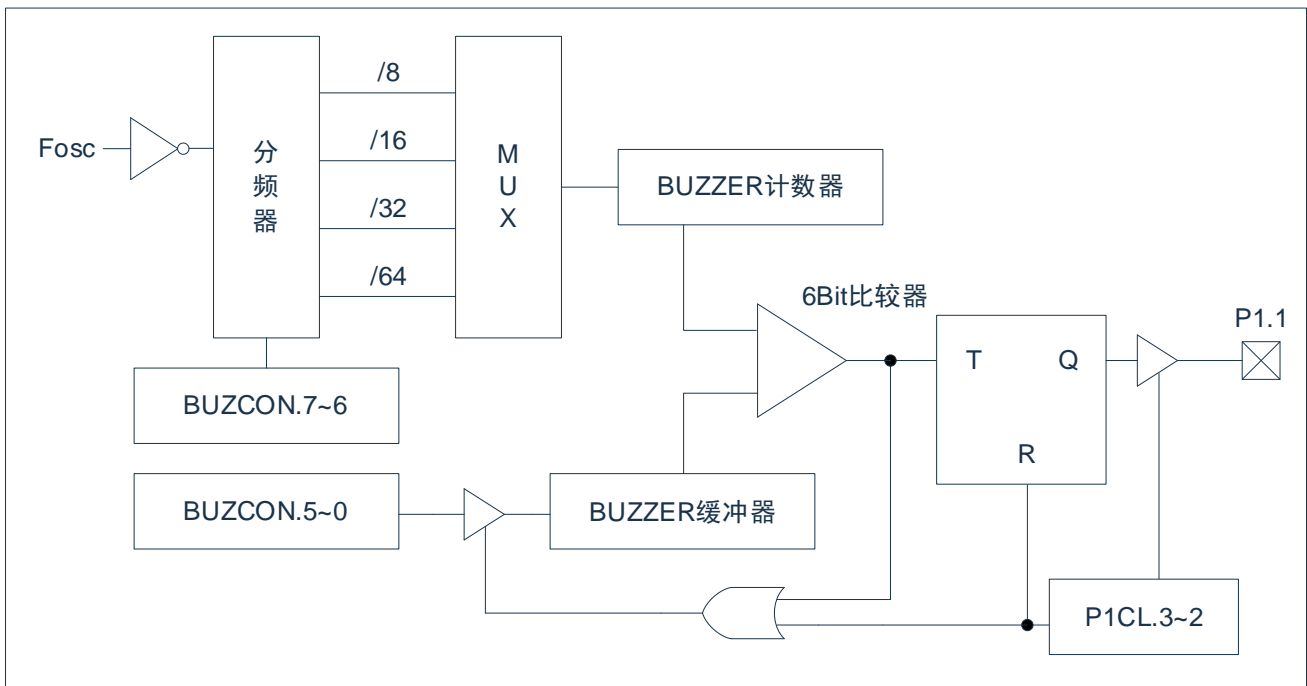 /8
Fosc
/16
分频器
MUX
/32
/64
BUZZER计数器
6Bit比较器
P1.1
T
Q
R
BUZCON.7~6
BUZCON.5~0
BUZZER缓冲器
P1CL.3~2